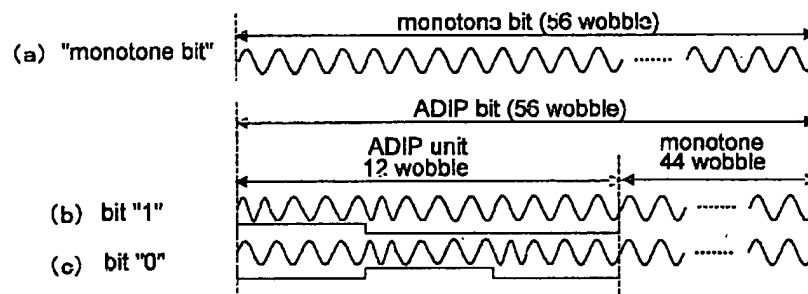 monotone bit (56 wobble)
(a) "monotone bit"
ADIP bit (56 wobble)
ADIP unit
12 wobble
monotone
44 wobble
(b) bit "1"
(c) bit "0"